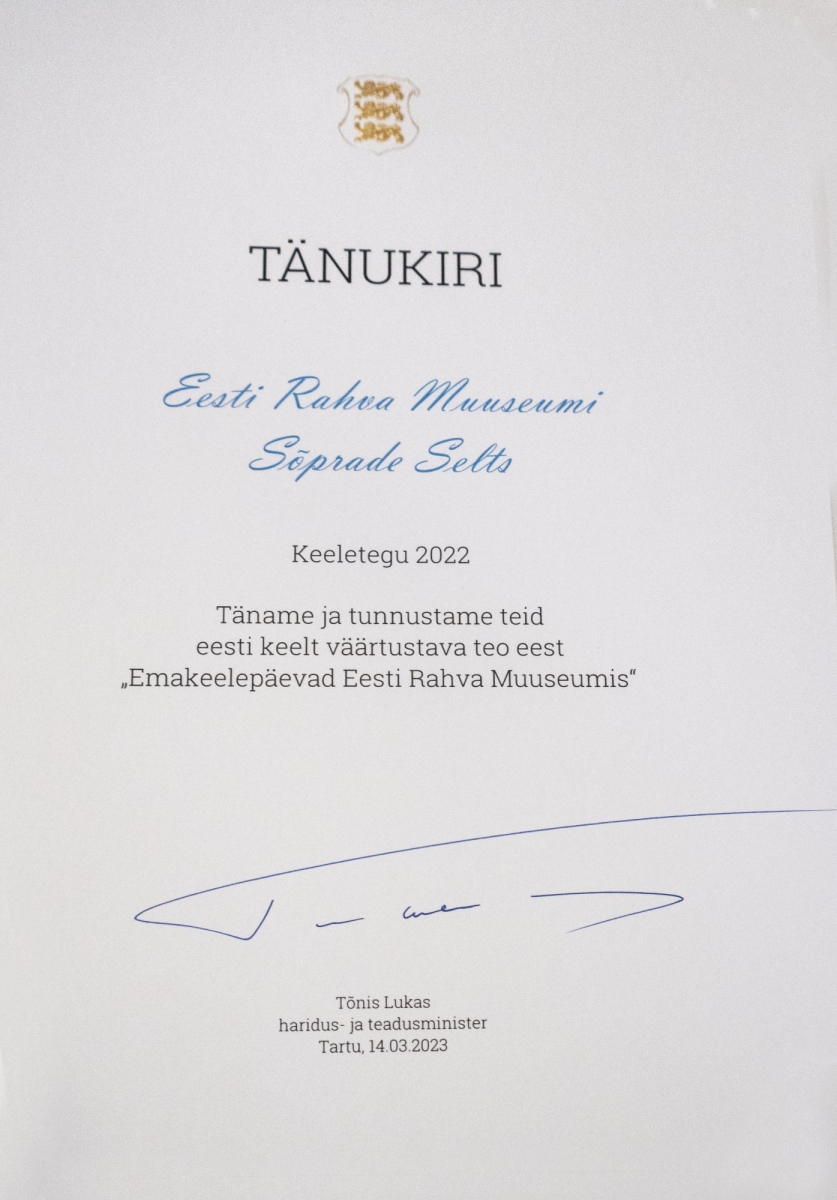 TÄNUKIRI
Eesti Rahva Muuseumi
Sõprade Selts
Keeletegu 2022
Täname ja tunnustame teid
eesti keelt väärtustava teo eest
„Emakeelepäevad Eesti Rahva Muuseumis“
Tõnis Lukas
haridus- ja teadusminister
Tartu, 14.03.2023